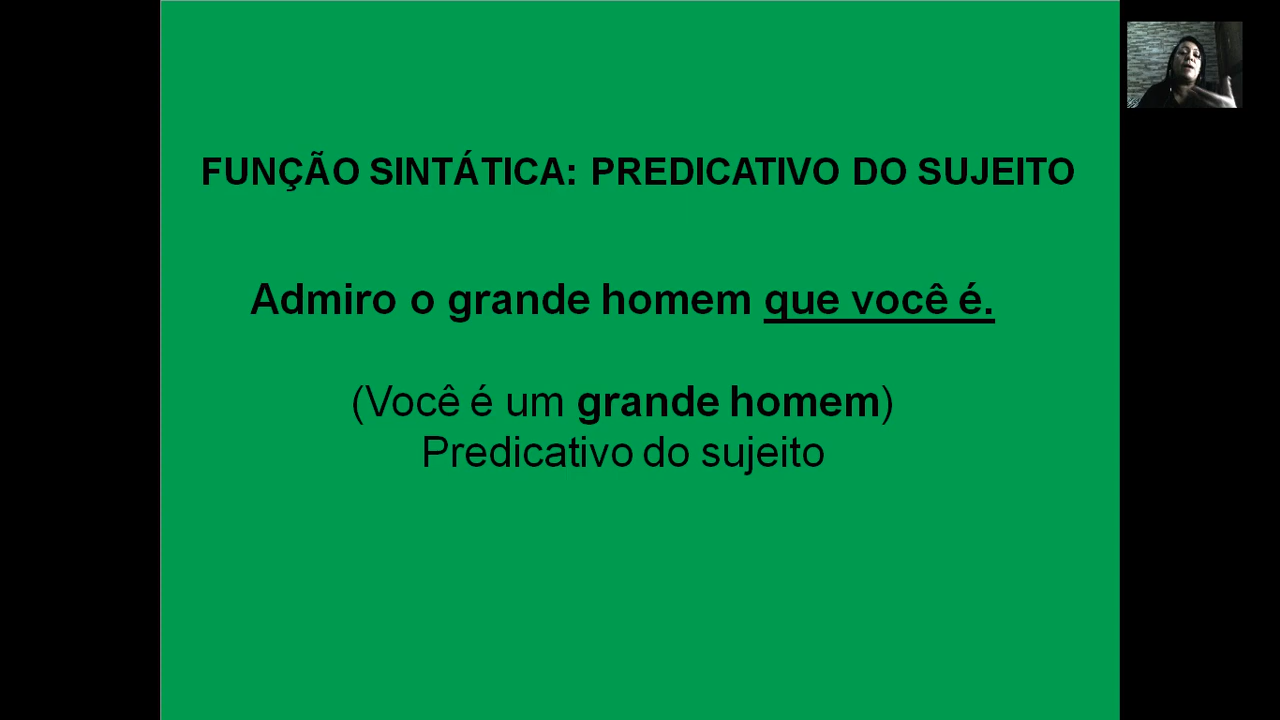 FUNÇÃO SINTÁTICA: PREDICATIVO DO SUJEITO
Admiro o grande homem que você é.
(Você é um grande homem)
Predicativo do sujeito